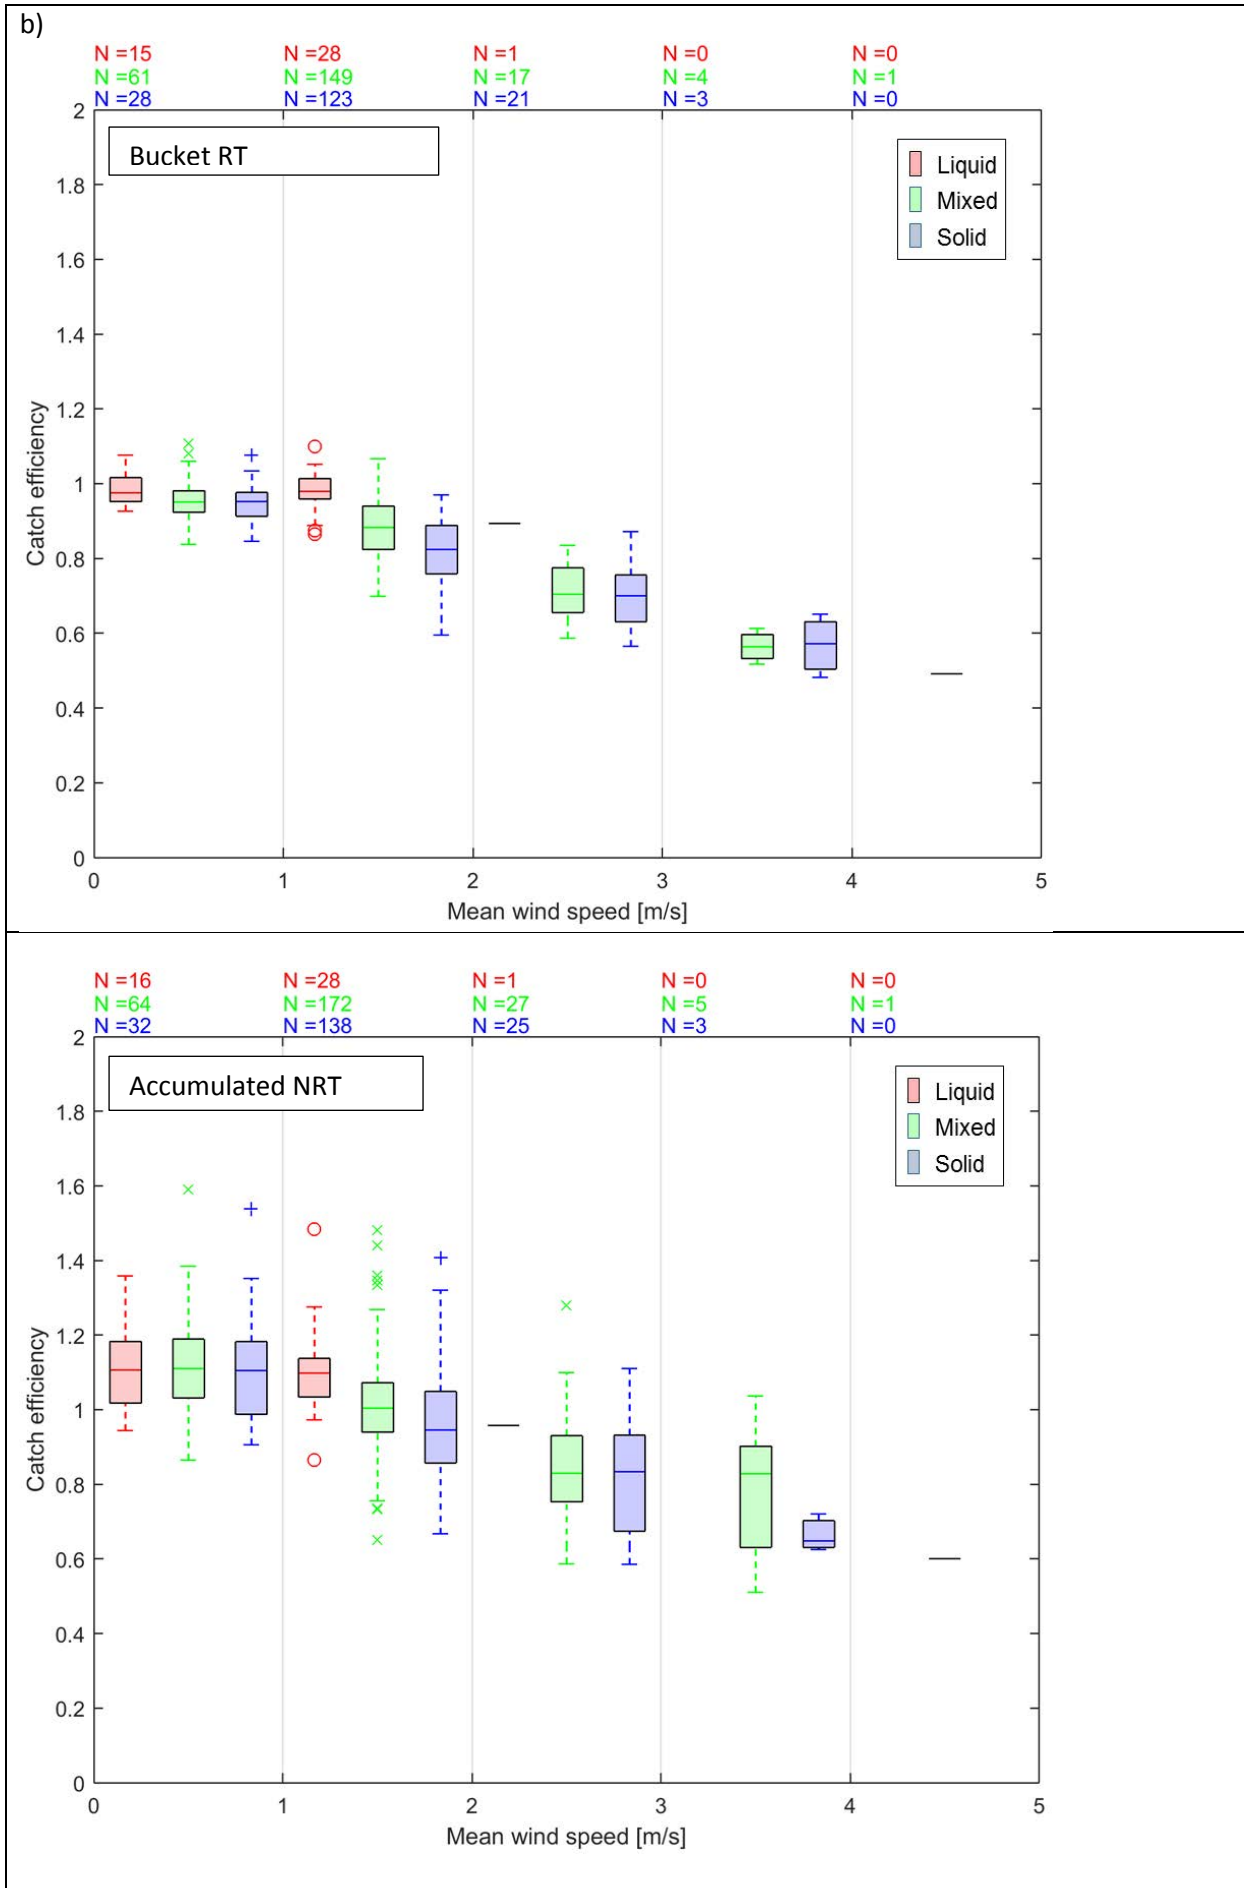 b)
N =15 N =28 N =1 N =0 N =0
N =61 N =149 N =17 N =4 N =1
N =28 N =123 N =21 N =3 N =0
Bucket RT
Liquid
Mixed
Solid
2
1.8
1.6
1.4
1.2
1
0.8
0.6
0.4
0.2
0
Catch efficiency
0 1 2 3 4 5
Mean wind speed [m/s]
N =16 N =28 N =1 N =0 N =0
N =64 N =172 N =27 N =5 N =1
N =32 N =138 N =25 N =3 N =0
Accumulated NRT
Liquid
Mixed
Solid
2
1.8
1.6
1.4
1.2
1
0.8
0.6
0.4
0.2
0
Catch efficiency
0 1 2 3 4 5
Mean wind speed [m/s]